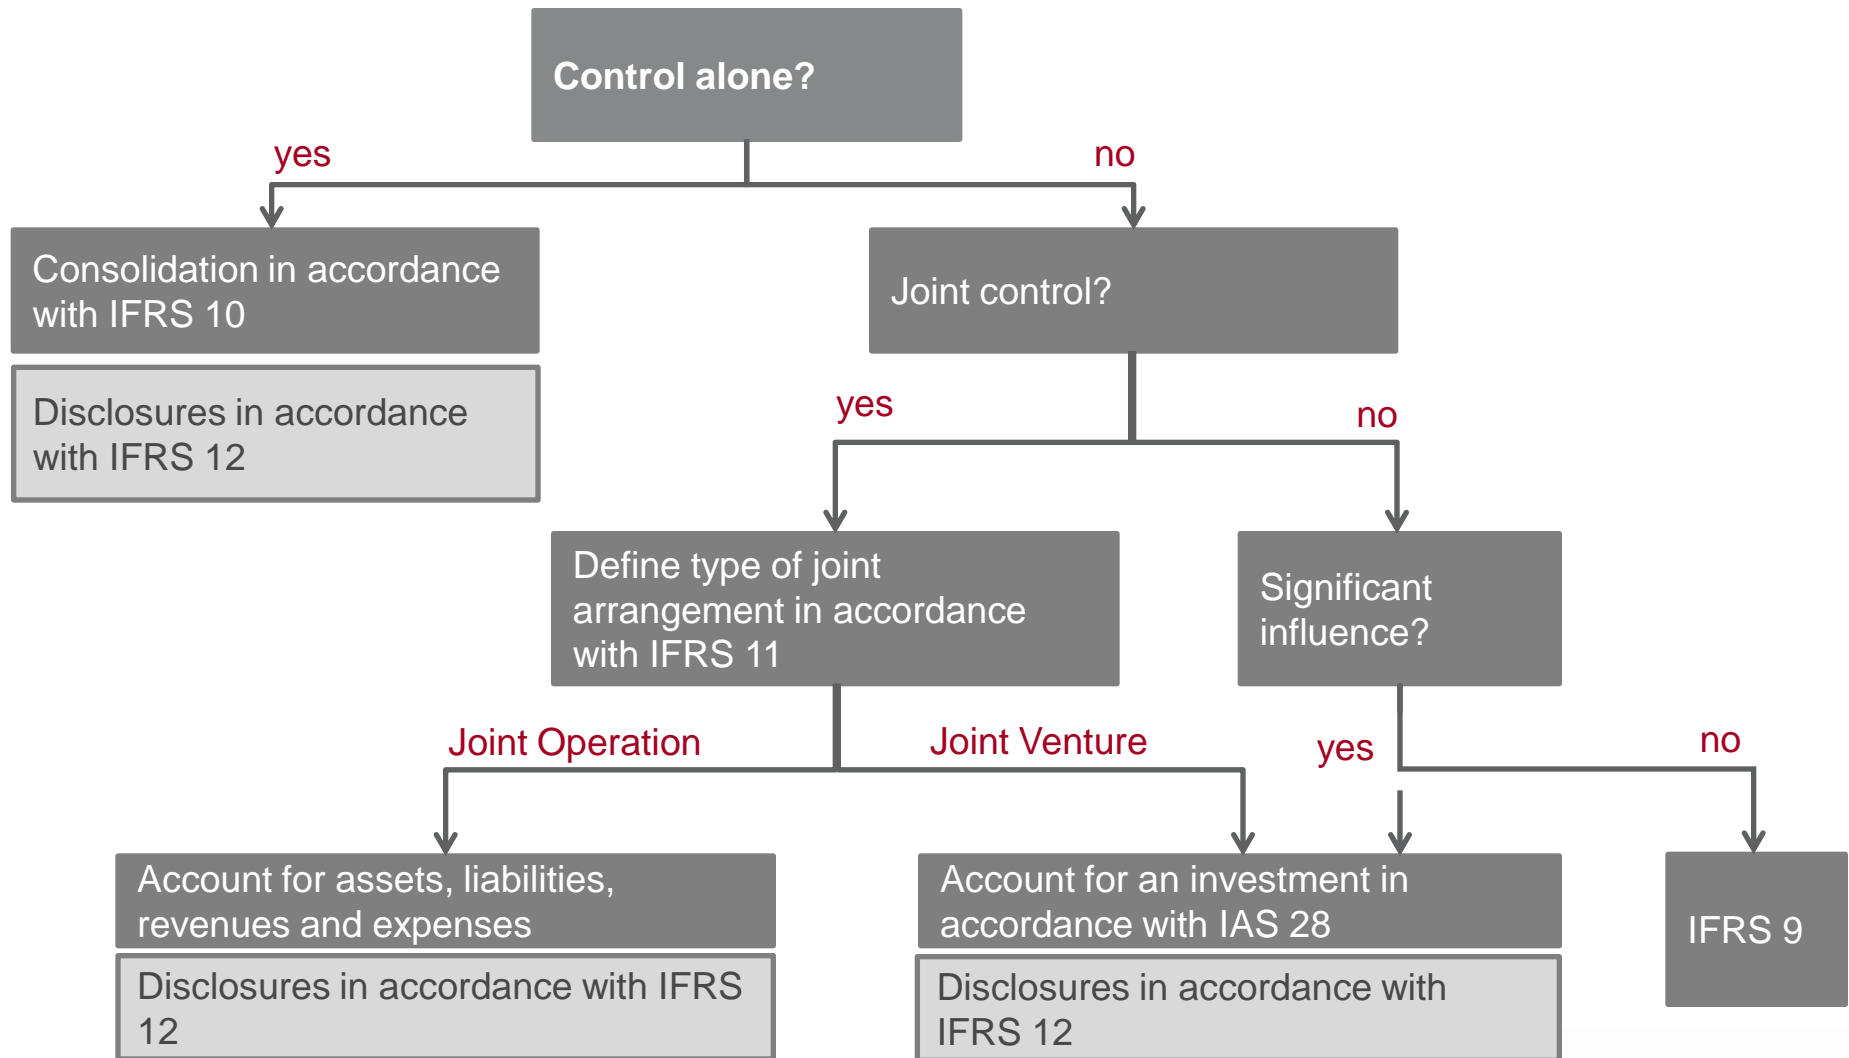 Control alone?
yes
no
Consolidation in accordance
with IFRS 10
Joint control?
Disclosures in accordance
with IFRS 12
yes
no
Define type of joint
arrangement in accordance
with IFRS 11
Significant
influence?
Joint Operation
Joint Venture
yes
no
Account for assets, liabilities,
revenues and expenses
Account for an investment in
accordance with IAS 28
IFRS 9
Disclosures in accordance with IFRS
12
Disclosures in accordance with
IFRS 12